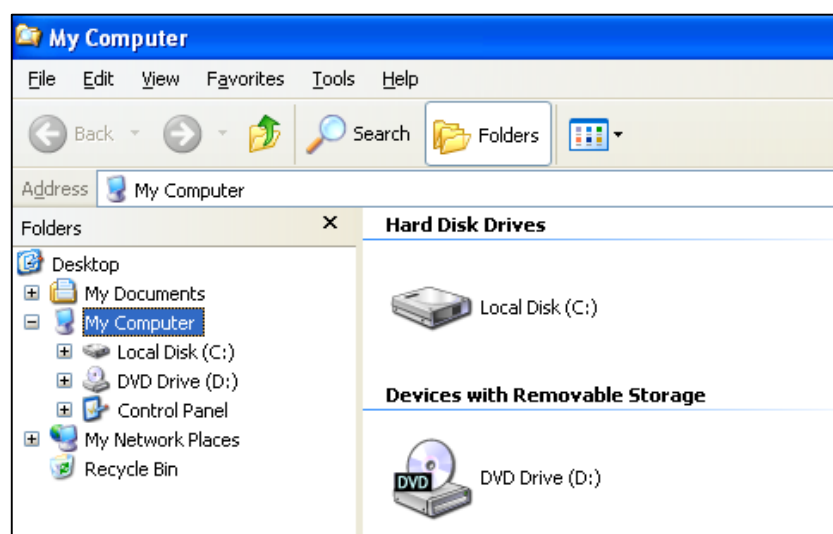 My Computer
File Edit View Favorites Tools Help
Back Search Folders
Address My Computer
Folders X
Desktop
My Documents
My Computer
Local Disk (C:)
DVD Drive (D:)
Control Panel
My Network Places
Recycle Bin
Hard Disk Drives
Local Disk (C:)
Devices with Removable Storage
DVD
DVD Drive (D:)